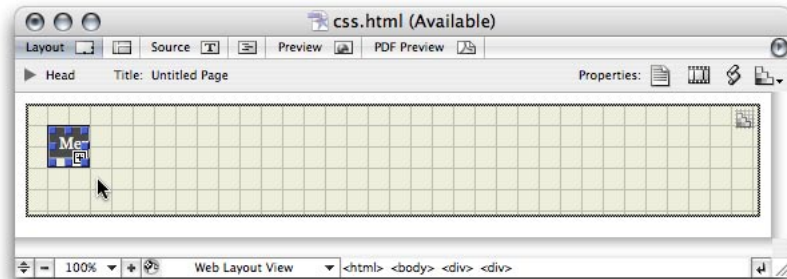 css.html (Available)
Layout Source Preview PDF Preview
Head Title: Untitled Page Properties:
Me
100% Web Layout View <html> <body> <div> <div>